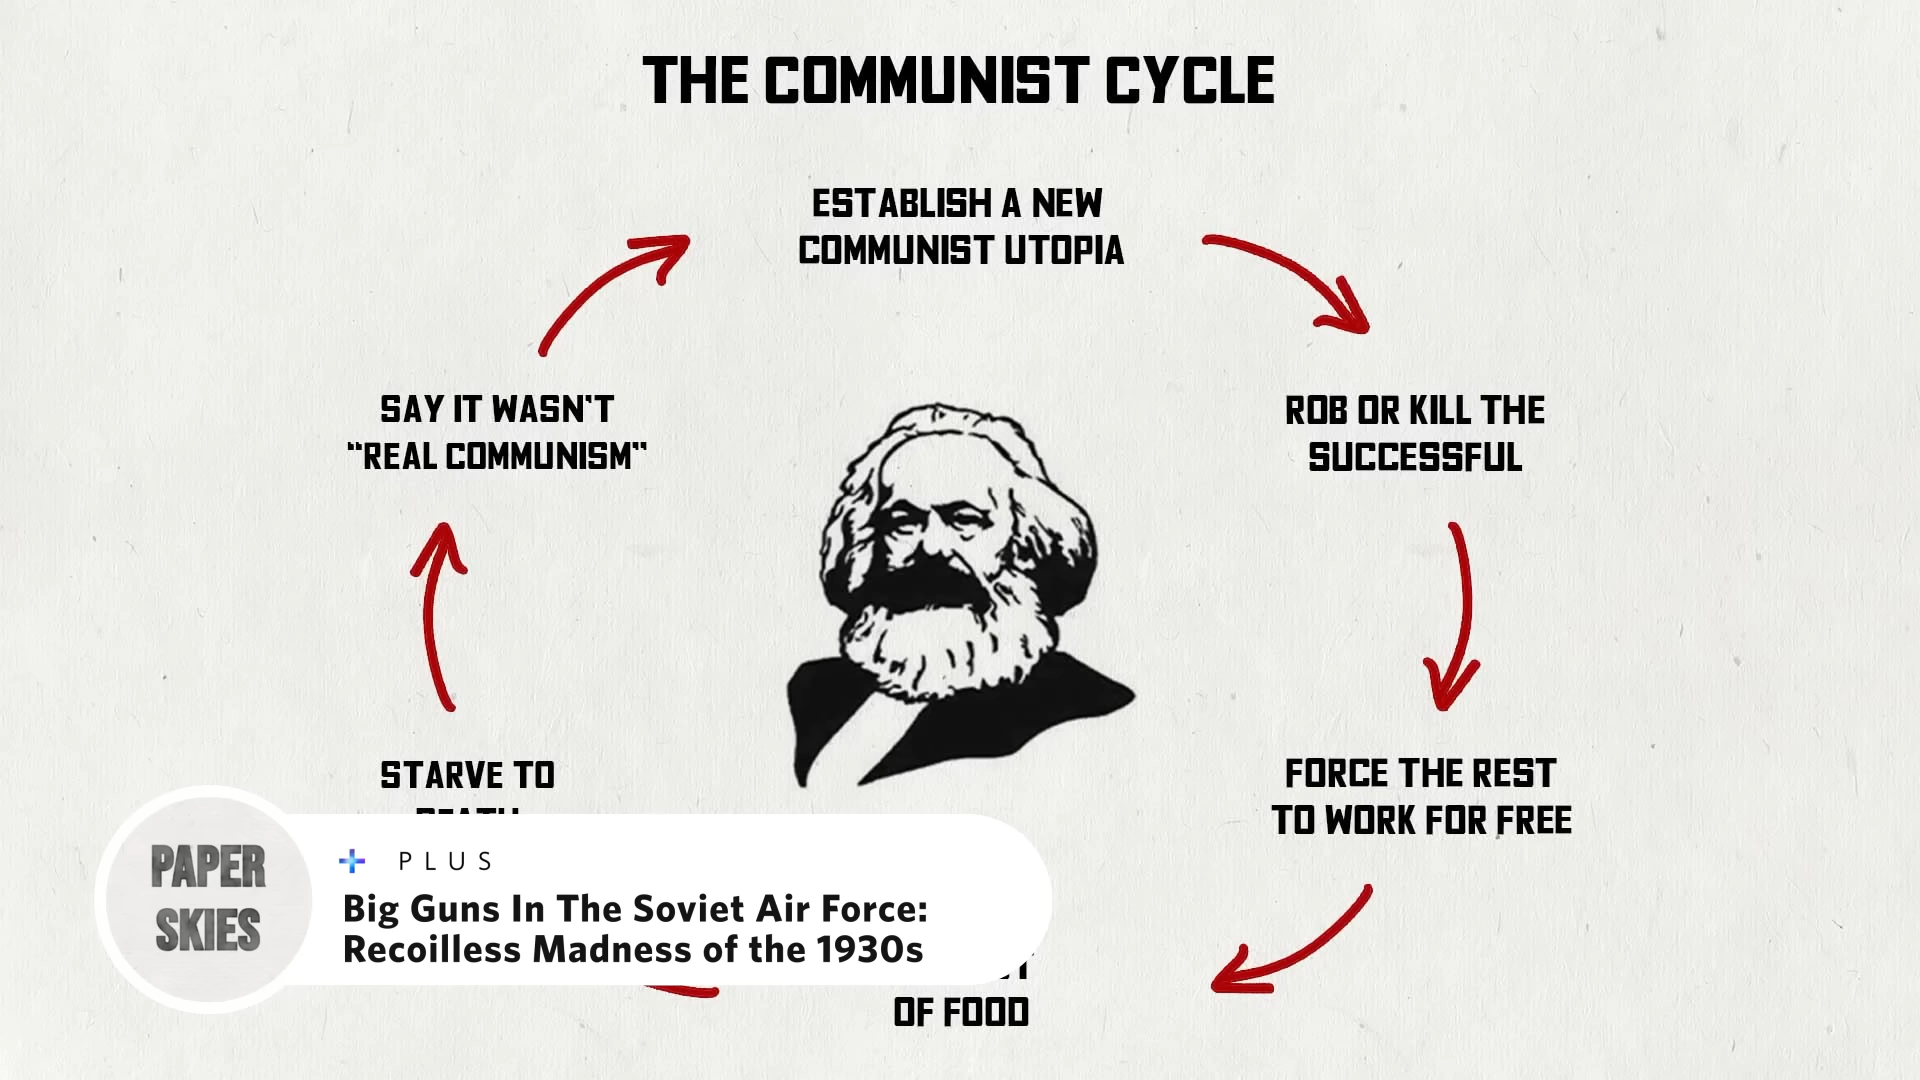 THE COMMUNIST CYCLE
ESTABLISH A NEW
COMMUNIST UTOPIA
SAY IT WASN'T
"REAL COMMUNISM"
ROB OR KILL THE
SUCCESSFUL
STARVE TO
FORCE THE REST
TO WORK FOR FREE
PAPER
SKIES
PLUS
Big Guns In The Soviet Air Force:
Recoilless Madness of the 1930s
OF FOOD